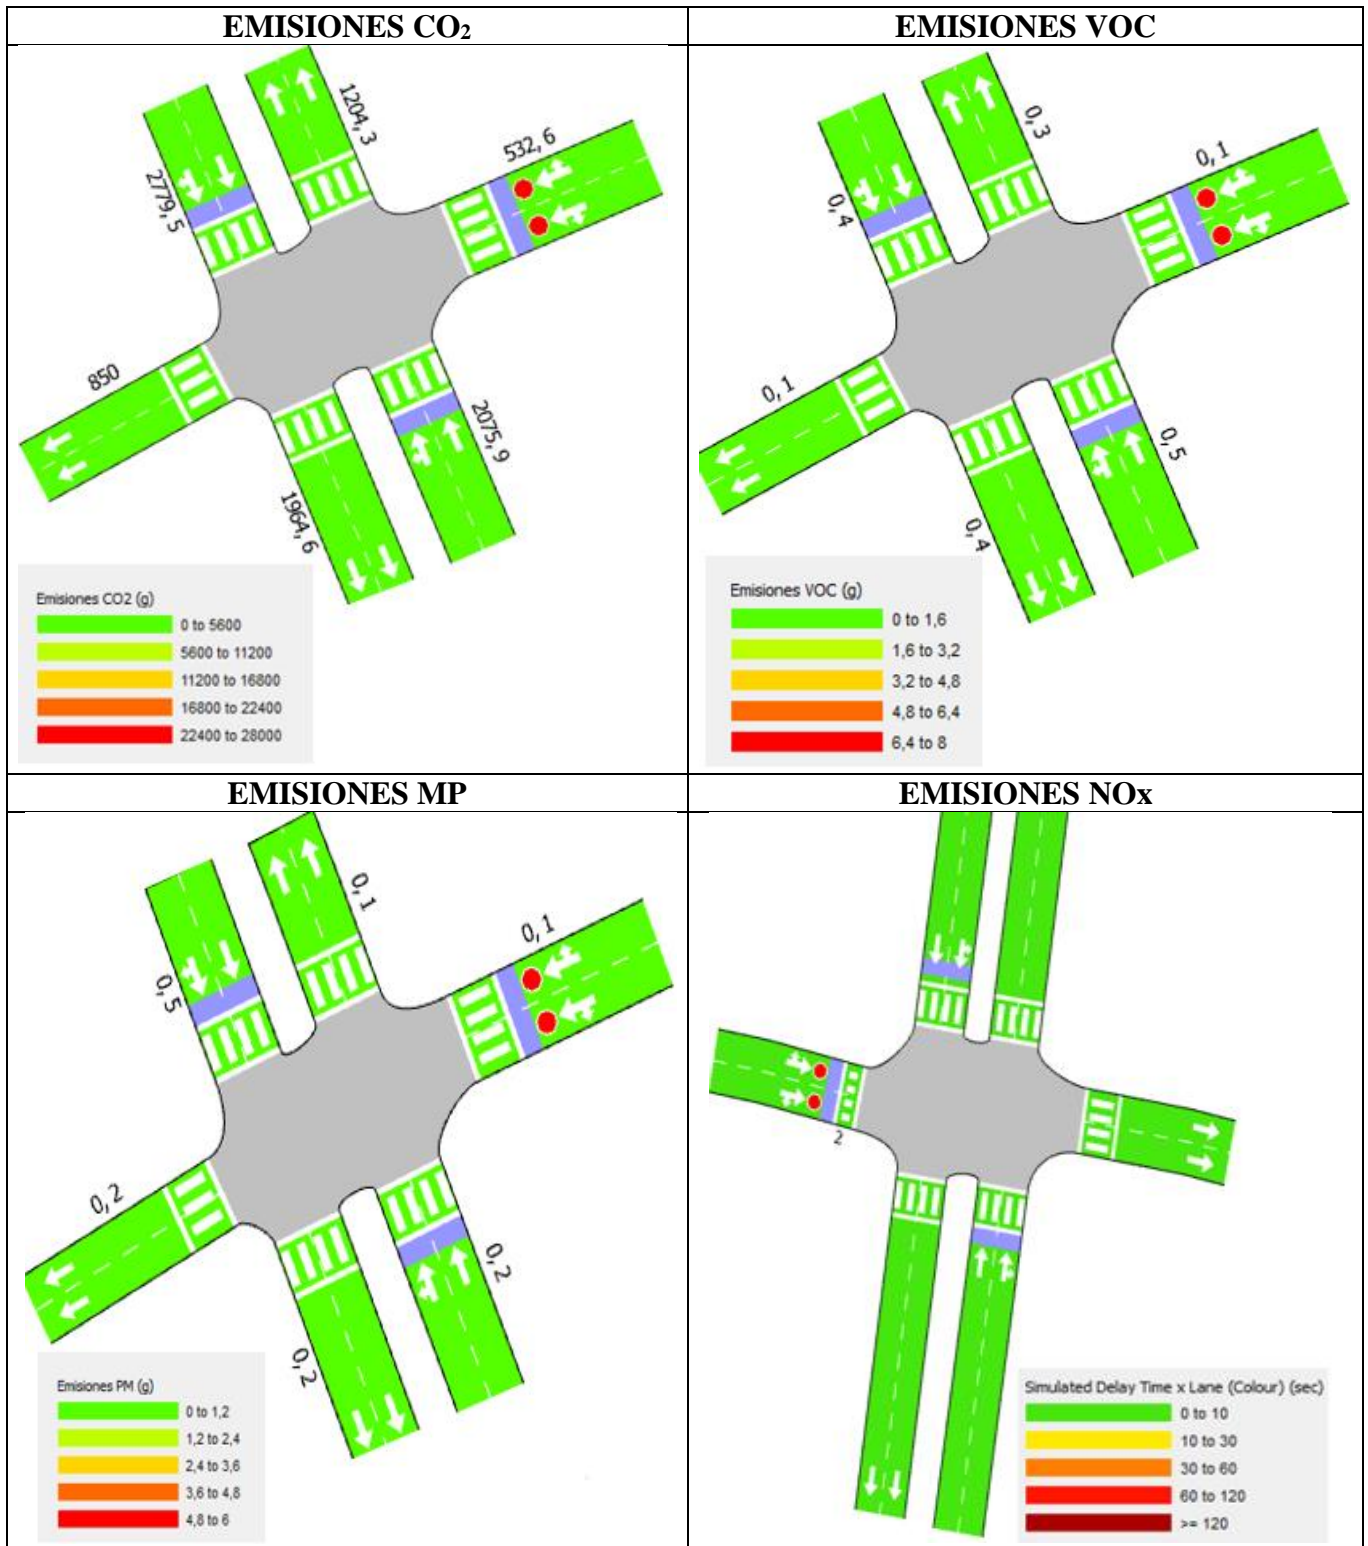 EMISIONES CO₂
EMISIONES VOC
1204, 3
532, 6
2779, 5
850
2075, 9
1964, 6
Emisiones CO2 (g)
0 to 5600
5600 to 11200
11200 to 16800
16800 to 22400
22400 to 28000
0, 3
0, 1
0, 4
0, 1
0, 5
0, 4
Emisiones VOC (g)
0 to 1,6
1,6 to 3,2
3,2 to 4,8
4,8 to 6,4
6,4 to 8
EMISIONES MP
EMISIONES NOx
0, 1
0, 1
0, 5
0, 2
0, 2
0, 2
Emisiones PM (g)
0 to 1,2
1,2 to 2,4
2,4 to 3,6
3,6 to 4,8
4,8 to 6
2
Simulated Delay Time x Lane (Colour) (sec)
0 to 10
10 to 30
30 to 60
60 to 120
>= 120